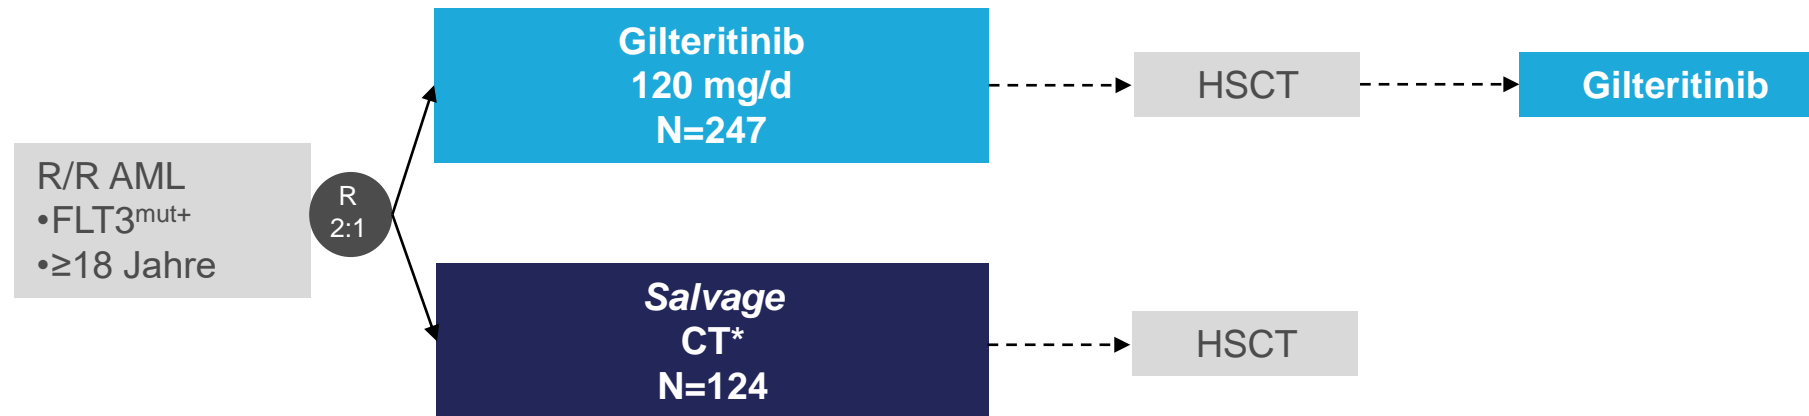 R/R AML
•FLT3mut+
•≥18 Jahre
R
2:1
Gilteritinib
120 mg/d
N=247
HSCT
Gilteritinib
Salvage
CT*
N=124
HSCT